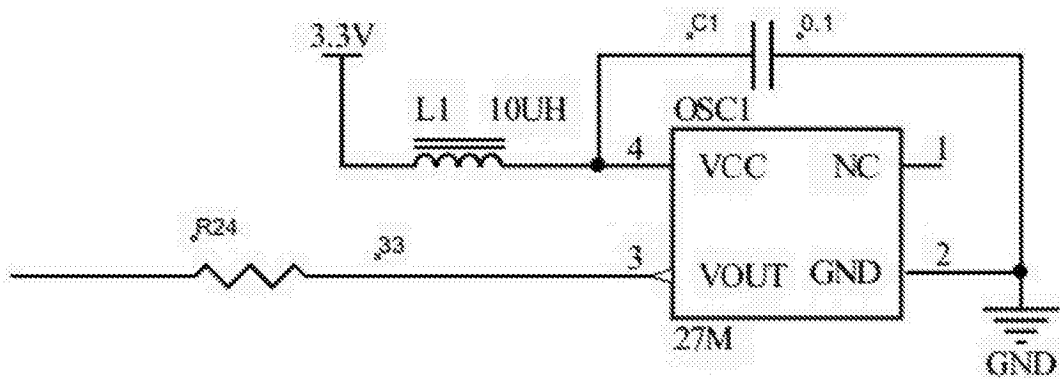 C1 0.1
3.3V
L1 10UH
OSC1
4 VCC NC 1
R24 33
3 VOUT GND 2
27M
GND